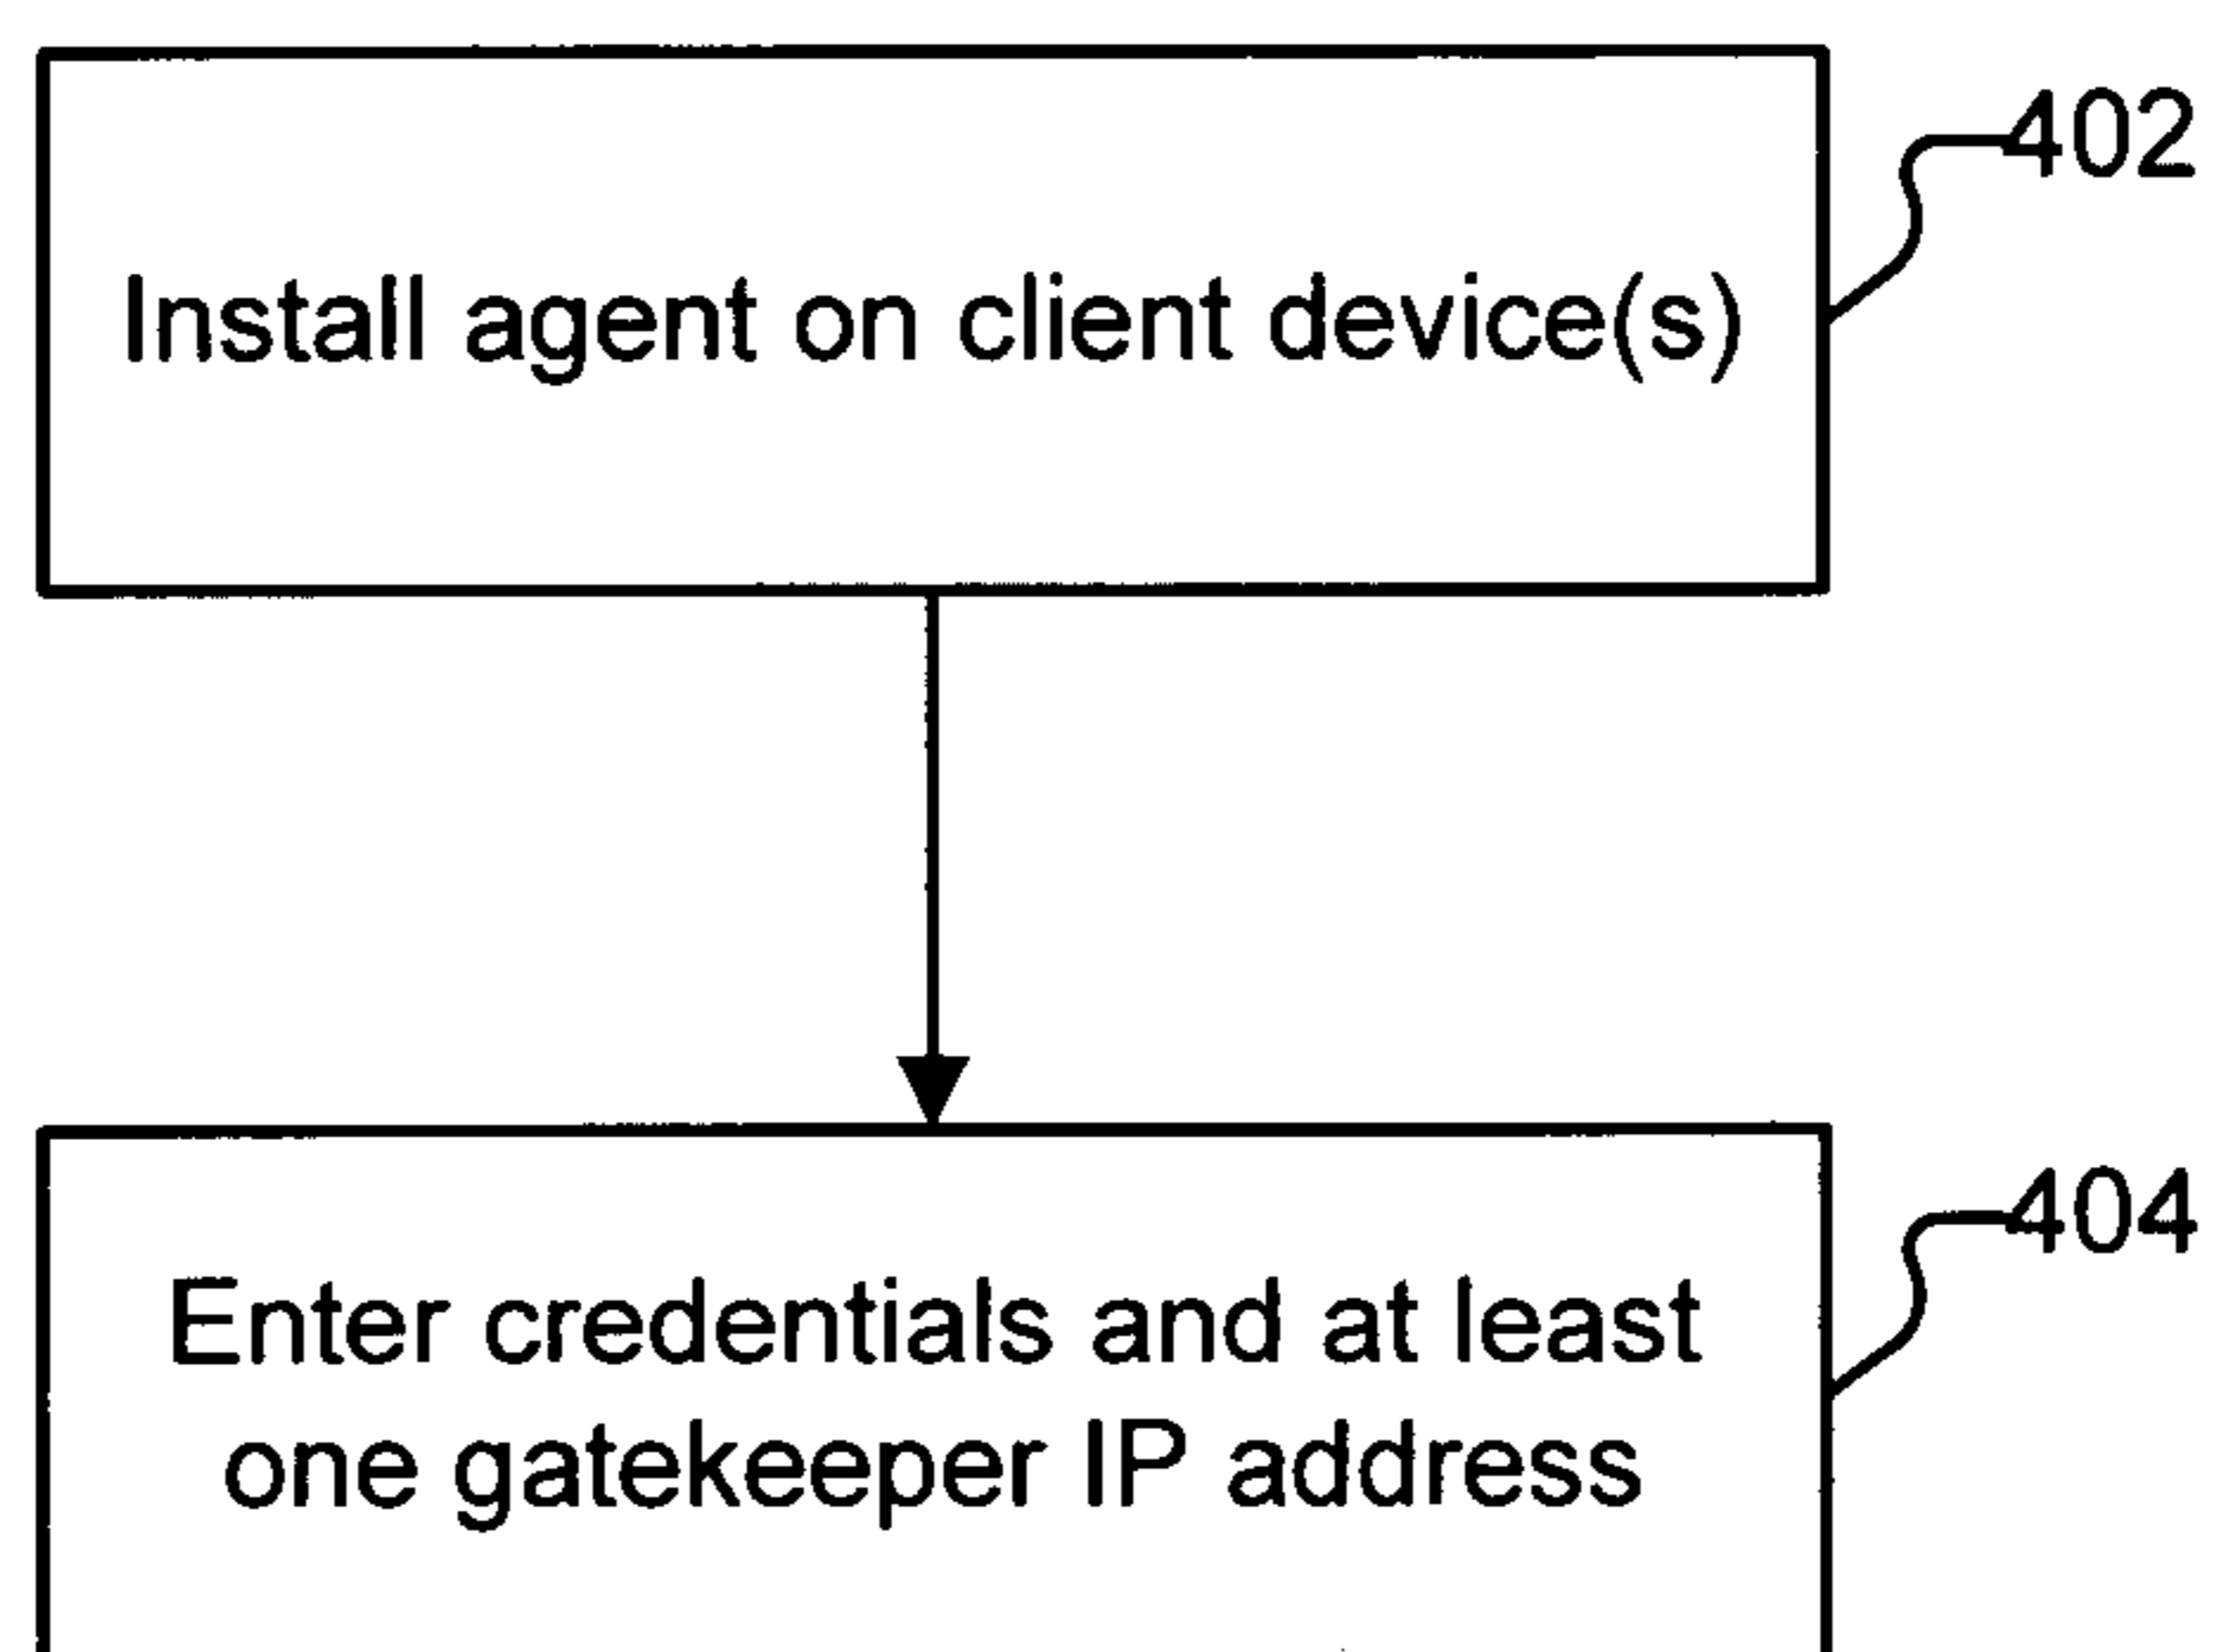 402
Install agent on client device(s)
404
Enter credentials and at least
one gatekeeper IP address